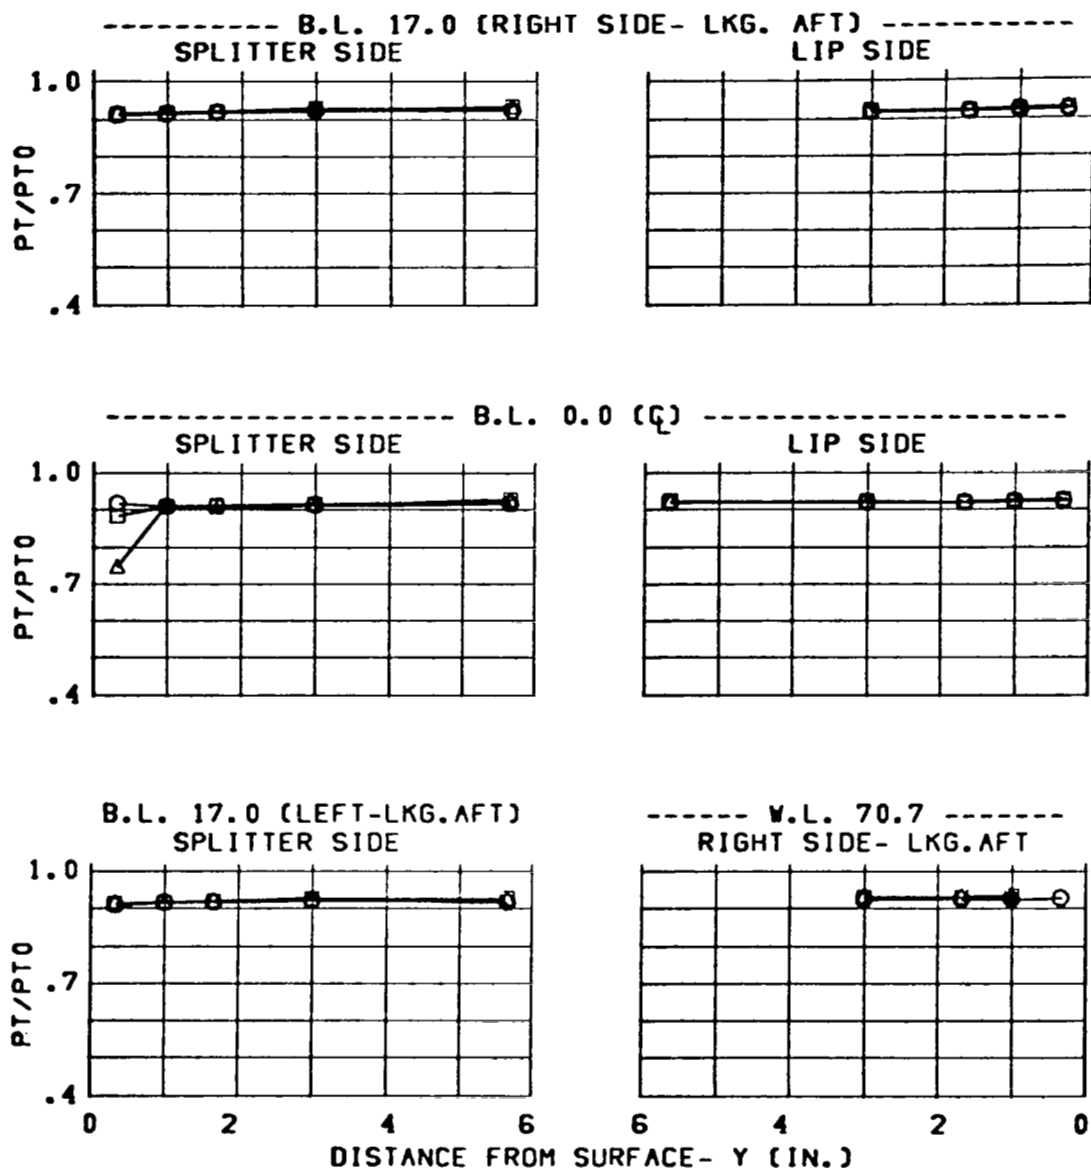 ---------- B.L. 17.0 (RIGHT SIDE- LKG. AFT) ----------
SPLITTER SIDE LIP SIDE
1.0
.7
.4
PT/PTO
-------------------- B.L. 0.0 (℄) --------------------
SPLITTER SIDE LIP SIDE
1.0
.7
.4
PT/PTO
B.L. 17.0 (LEFT-LKG.AFT) ------ W.L. 70.7 -------
SPLITTER SIDE RIGHT SIDE- LKG.AFT
1.0
.7
.4
PT/PTO
0 2 4 6 6 4 2 0
DISTANCE FROM SURFACE- Y (IN.)